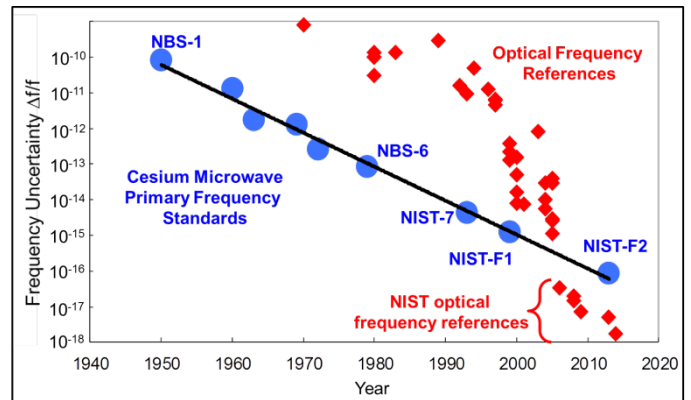 NBS-1
Optical Frequency
References
NBS-6
Cesium Microwave
Primary Frequency
Standards
NIST-7
NIST-F1
NIST-F2
NIST optical
frequency references
Frequency Uncertainty Δf/f
10-10
10-11
10-12
10-13
10-14
10-15
10-16
10-17
10-18
1940
1950
1960
1970
1980
1990
2000
2010
2020
Year